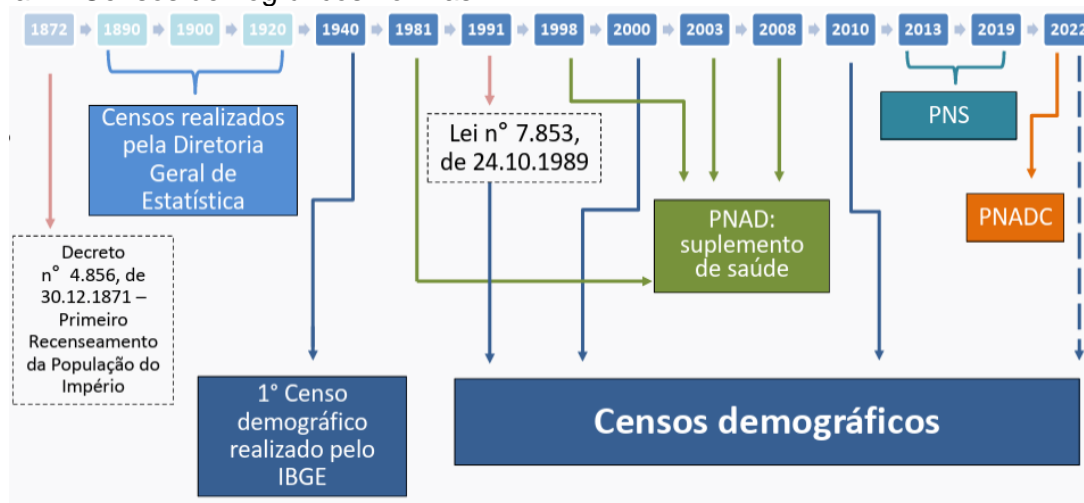 1872 1890 1900 1920 1940 1981 1991 1998 2000 2003 2008 2010 2013 2019 2022
Censos realizados
pela Diretoria
Geral de
Estatística
Lei n° 7.853,
de 24.10.1989
PNS
PNAD:
suplemento
de saúde
PNADC
Decreto
n° 4.856, de
30.12.1871 –
Primeiro
Recenseamento
da População do
Império
1° Censo
demográfico
realizado pelo
IBGE
Censos demográficos